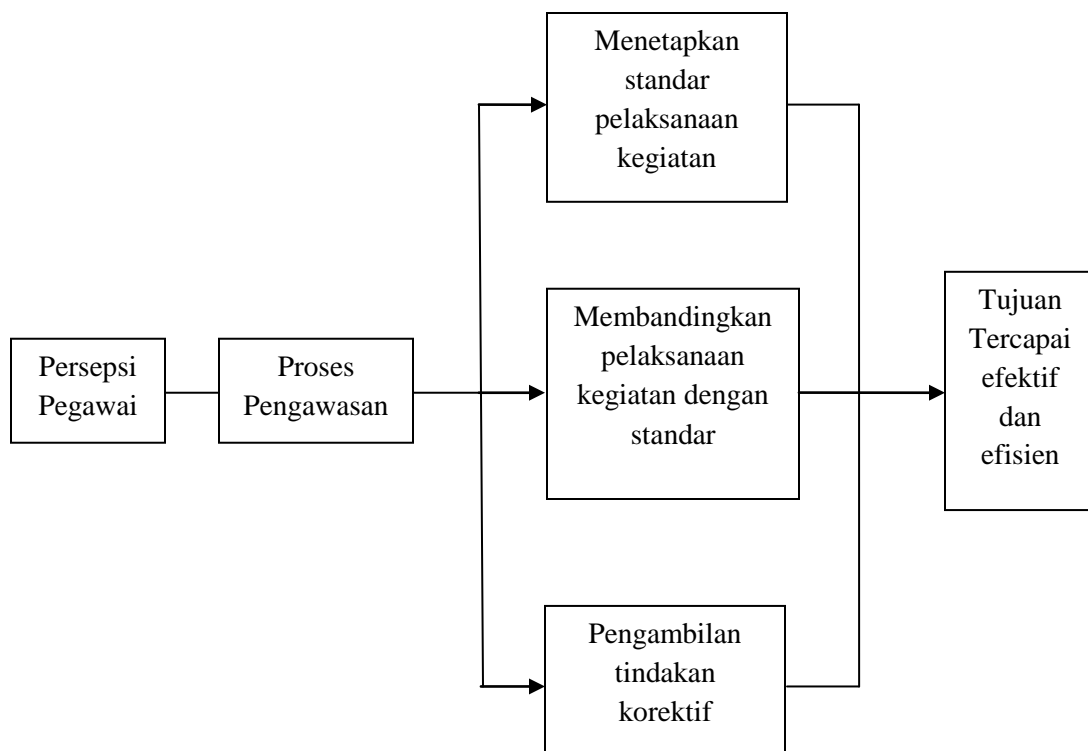 Menetapkan
standar
pelaksanaan
kegiatan
Persepsi
Pegawai
Proses
Pengawasan
Membandingkan
pelaksanaan
kegiatan dengan
standar
Pengambilan
tindakan
korektif
Tujuan
Tercapai
efektif
dan
efisien